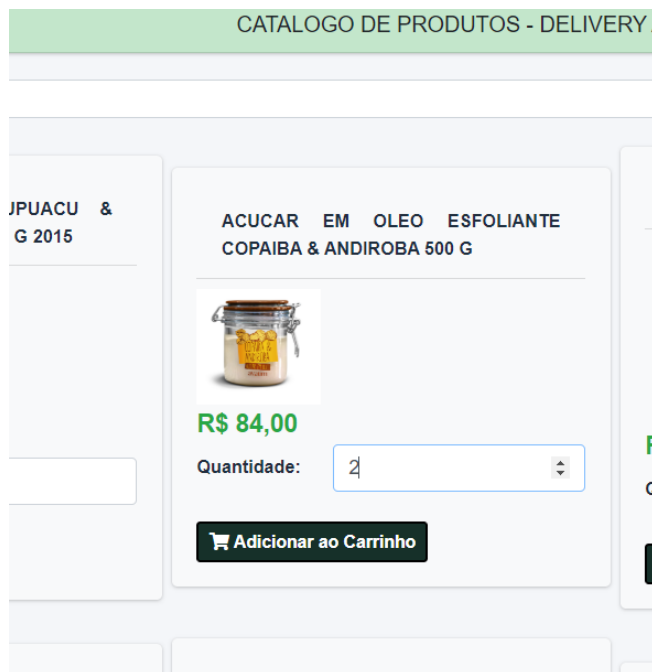 CATALOGO DE PRODUTOS - DELIVERY
UPUACU &
G 2015
ACUCAR EM OLEO ESFOLIANTE
COPAIBA & ANDIROBA 500 G
R$ 84,00
Quantidade: 2
Adicionar ao Carrinho